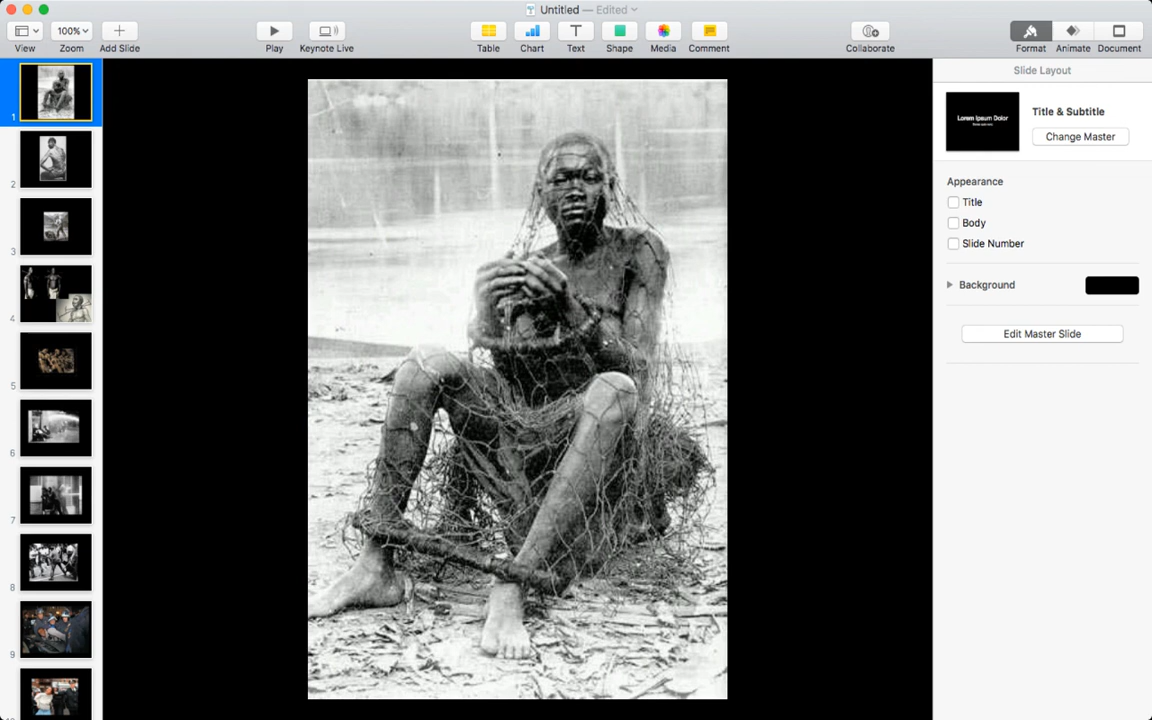 Untitled — Edited
100%
View
Zoom
Add Slide
Play
Keynote Live
Table
Chart
Text
Shape
Media
Comment
Collaborate
Format
Animate
Document
Slide Layout
Lorem Ipsum Dolor
Title & Subtitle
Change Master
Appearance
Title
Body
Slide Number
Background
Edit Master Slide
1
2
3
4
5
6
7
8
9